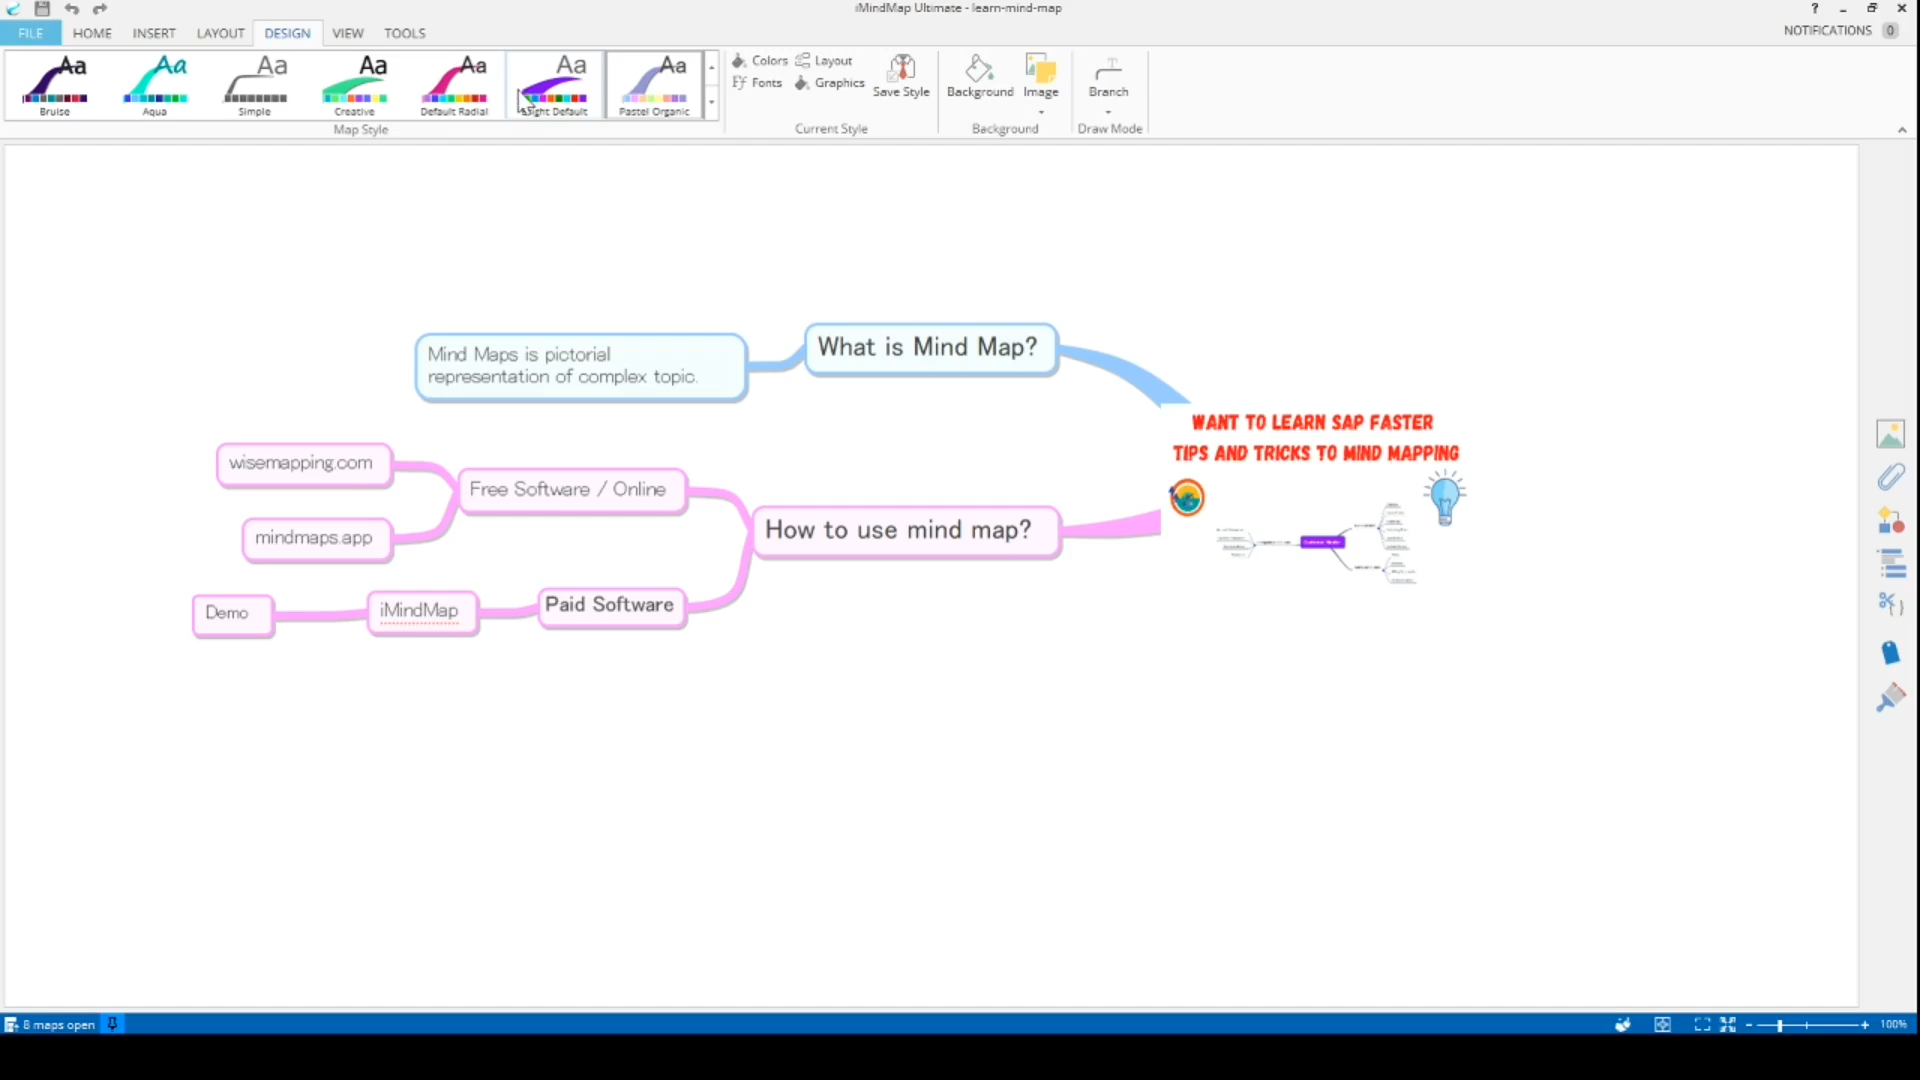 iMindMap Ultimate - learn-mind-map
?
FILE
HOME
INSERT
LAYOUT
DESIGN
VIEW
TOOLS
NOTIFICATIONS 0
Aa
Bruise
Aa
Aqua
Aa
Simple
Aa
Creative
Aa
Default Radial
Aa
Default
Aa
Pastel Organic
Map Style
Colors
Layout
Fonts
Graphics
Save Style
Current Style
Background
Image
Background
Branch
Draw Mode
What is Mind Map?
Mind Maps is pictorial
representation of complex topic.
WANT TO LEARN SAP FASTER
TIPS AND TRICKS TO MIND MAPPING
wisemapping.com
Free Software / Online
mindmaps.app
How to use mind map?
Demo
iMindMap
Paid Software
8 maps open
100%